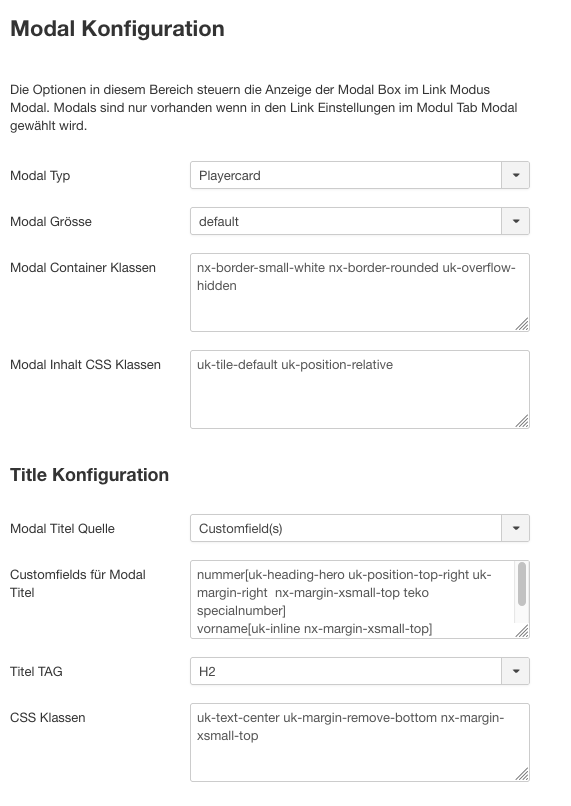 Modal Konfiguration
Die Optionen in diesem Bereich steuern die Anzeige der Modal Box im Link Modus
Modal. Modals sind nur vorhanden wenn in den Link Einstellungen im Modul Tab Modal
gewählt wird.
Modal Typ
Playercard
Modal Grösse
default
Modal Container Klassen
nx-border-small-white nx-border-rounded uk-overflow-
hidden
Modal Inhalt CSS Klassen
uk-tile-default uk-position-relative
Title Konfiguration
Modal Titel Quelle
Customfield(s)
Customfields für Modal
Titel
nummer[uk-heading-hero uk-position-top-right uk-
margin-right  nx-margin-xsmall-top teko
specialnumber]
vorname[uk-inline nx-margin-xsmall-top]
Titel TAG
H2
CSS Klassen
uk-text-center uk-margin-remove-bottom nx-margin-
xsmall-top